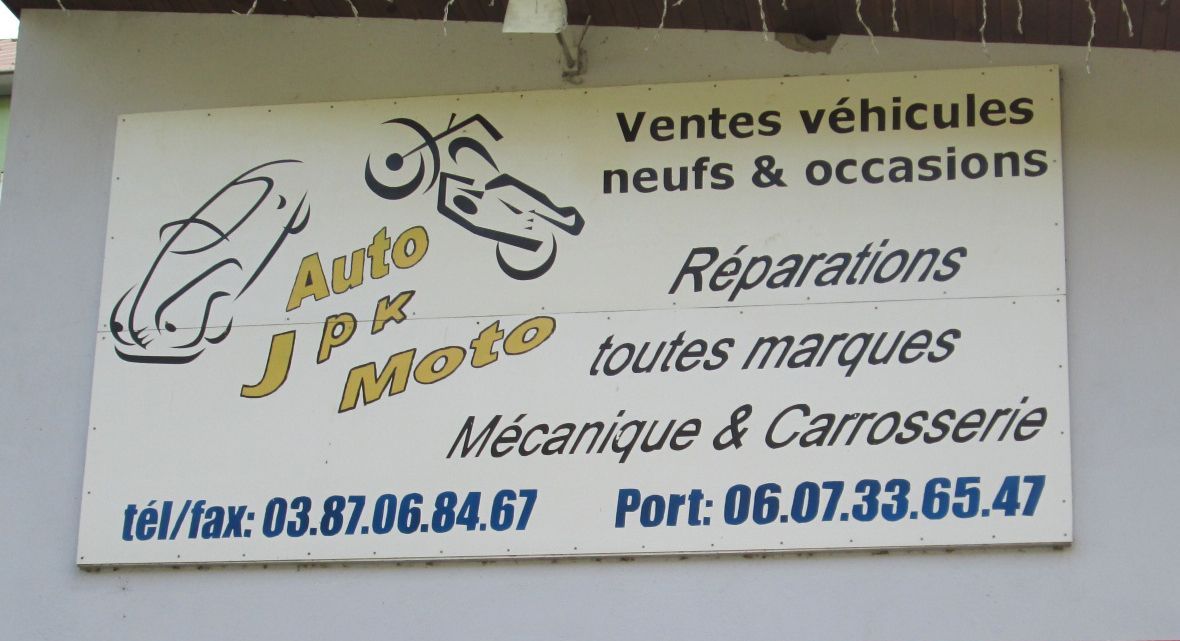 Ventes véhicules
neufs & occasions
Auto
J P K
Moto
Réparations
toutes marques
Mécanique & Carrosserie
tél/fax: 03.87.06.84.67
Port: 06.07.33.65.47